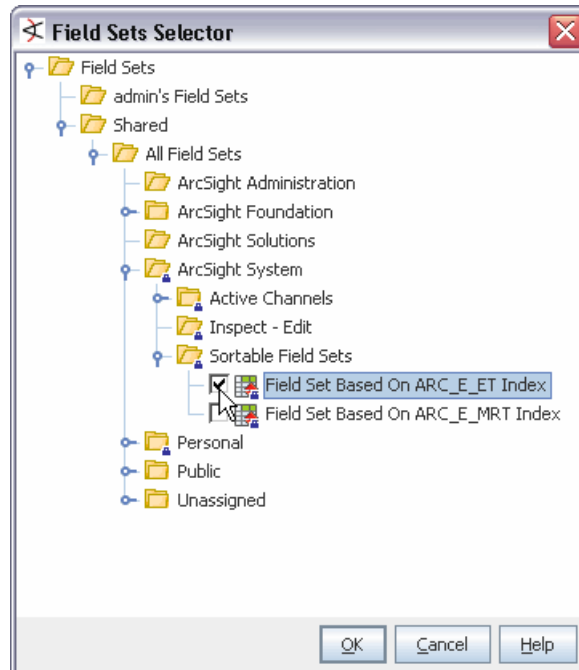 Field Sets Selector
Field Sets
admin's Field Sets
Shared
All Field Sets
ArcSight Administration
ArcSight Foundation
ArcSight Solutions
ArcSight System
Active Channels
Inspect - Edit
Sortable Field Sets
Field Set Based On ARC_E_ET Index
Field Set Based On ARC_E_MRT Index
Personal
Public
Unassigned
OK Cancel Help